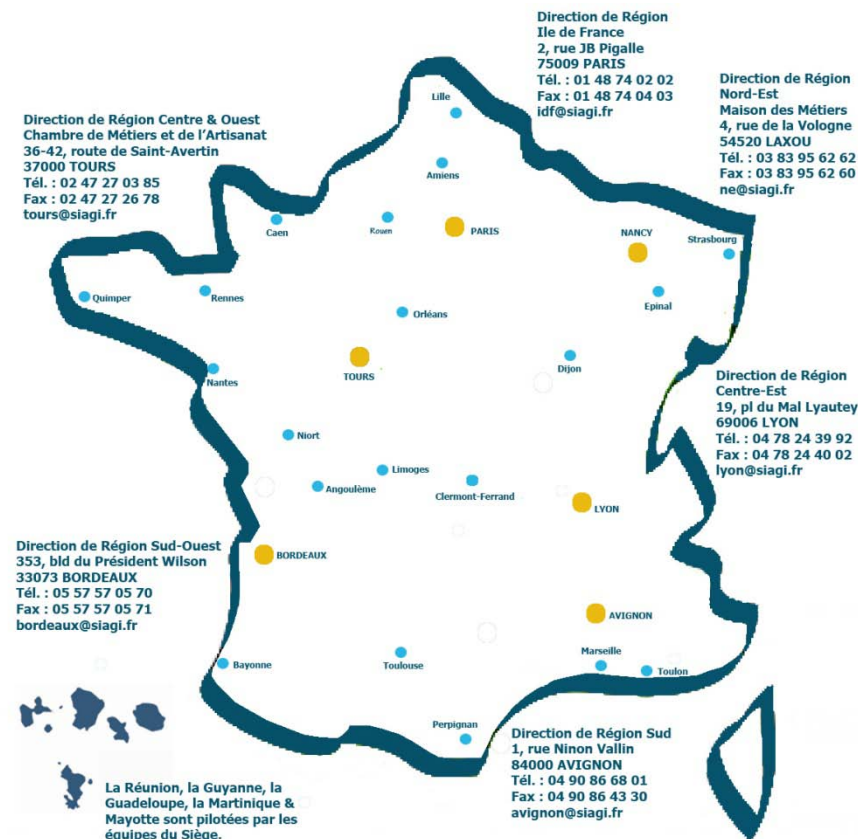 Direction de Région
Ile de France
2, rue JB Pigalle
75009 PARIS
Tél. : 01 48 74 02 02
Fax : 01 48 74 04 03
idf@siagi.fr
Direction de Région
Nord-Est
Maison des Métiers
4, rue de la Vologne
54520 LAXOU
Tél. : 03 83 95 62 62
Fax : 03 83 95 62 60
ne@siagi.fr
Direction de Région Centre & Ouest
Chambre de Métiers et de l'Artisanat
36-42, route de Saint-Avertin
37000 TOURS
Tél. : 02 47 27 03 85
Fax : 02 47 27 26 78
tours@siagi.fr
Lille
Amiens
Caen
Rouen
PARIS
NANCY
Strasbourg
Quimper
Rennes
Orléans
Epinal
TOURS
Dijon
Nantes
Direction de Région
Centre-Est
19, pl du Mal Lyautey
69006 LYON
Tél. : 04 78 24 39 92
Fax : 04 78 24 40 02
lyon@siagi.fr
Niort
Limoges
Angoulème
Clermont-Ferrand
LYON
Direction de Région Sud-Ouest
353, bld du Président Wilson
33073 BORDEAUX
Tél. : 05 57 57 05 70
Fax : 05 57 57 05 71
bordeaux@siagi.fr
BORDEAUX
AVIGNON
Bayonne
Toulouse
Marseille
Toulon
Perpignan
Direction de Région Sud
1, rue Ninon Vallin
84000 AVIGNON
Tél. : 04 90 86 68 01
Fax : 04 90 86 43 30
avignon@siagi.fr
La Réunion, la Guyanne, la
Guadeloupe, la Martinique &
Mayotte sont pilotées par les
équipes du Siège.